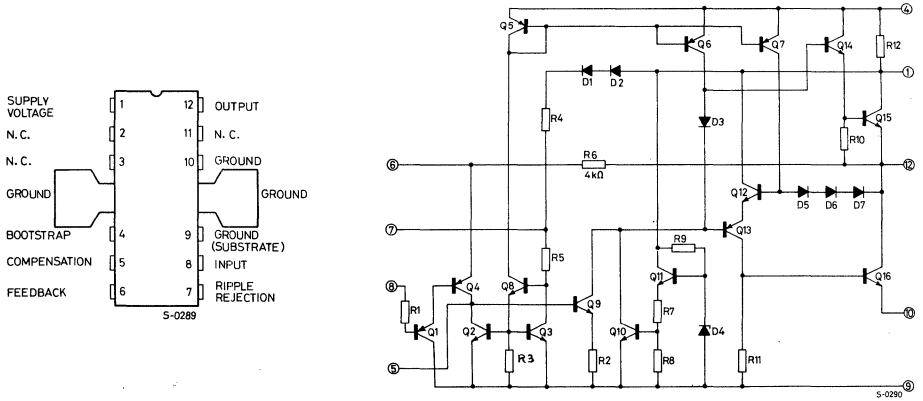 SUPPLY VOLTAGE
1
12
OUTPUT
N.C.
2
11
N.C.
N.C.
3
10
GROUND
GROUND
GROUND
BOOTSTRAP
4
9
GROUND (SUBSTRATE)
COMPENSATION
5
8
INPUT
FEEDBACK
6
7
RIPPLE REJECTION
S-0289
4
Q5
Q6
Q7
Q14
R12
D1
D2
1
R4
D3
Q15
R10
6
R6
4kΩ
12
Q12
D5
D6
D7
7
Q13
R9
R5
8
Q4
Q8
Q9
Q11
Q16
R1
R7
10
Q1
Q2
Q3
Q10
D4
5
R3
R2
R8
R11
9
S-0290